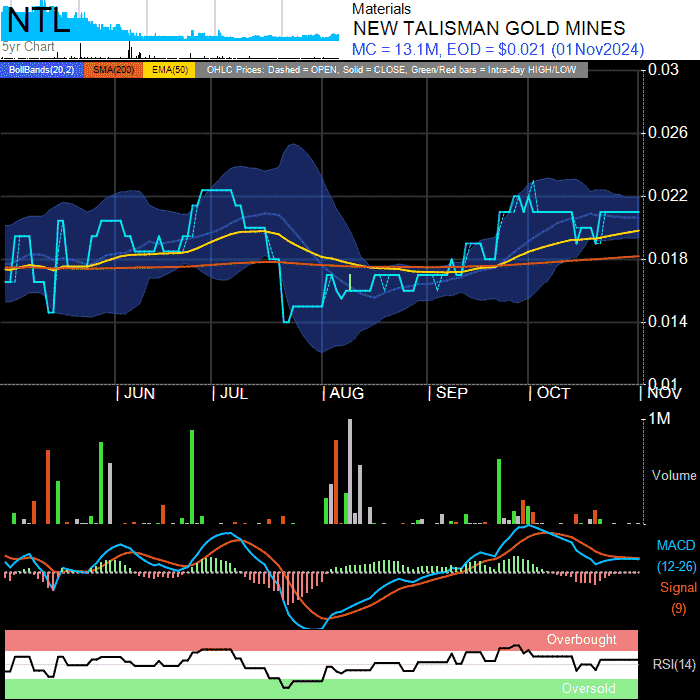 NTL
5yr Chart
Materials
NEW TALISMAN GOLD MINES
MC = 13.1M, EOD = $0.021 (01Nov2024)
BollBands(20,2) SMA(200) EMA(50) OHLC Prices: Dashed = OPEN, Solid = CLOSE, Green/Red bars = Intra-day HIGH/LOW
0.03
0.026
0.022
0.018
0.014
0.01
JUN JUL AUG SEP OCT NOV
1M
Volume
MACD
(12-26)
Signal
(9)
Overbought
RSI(14)
Oversold